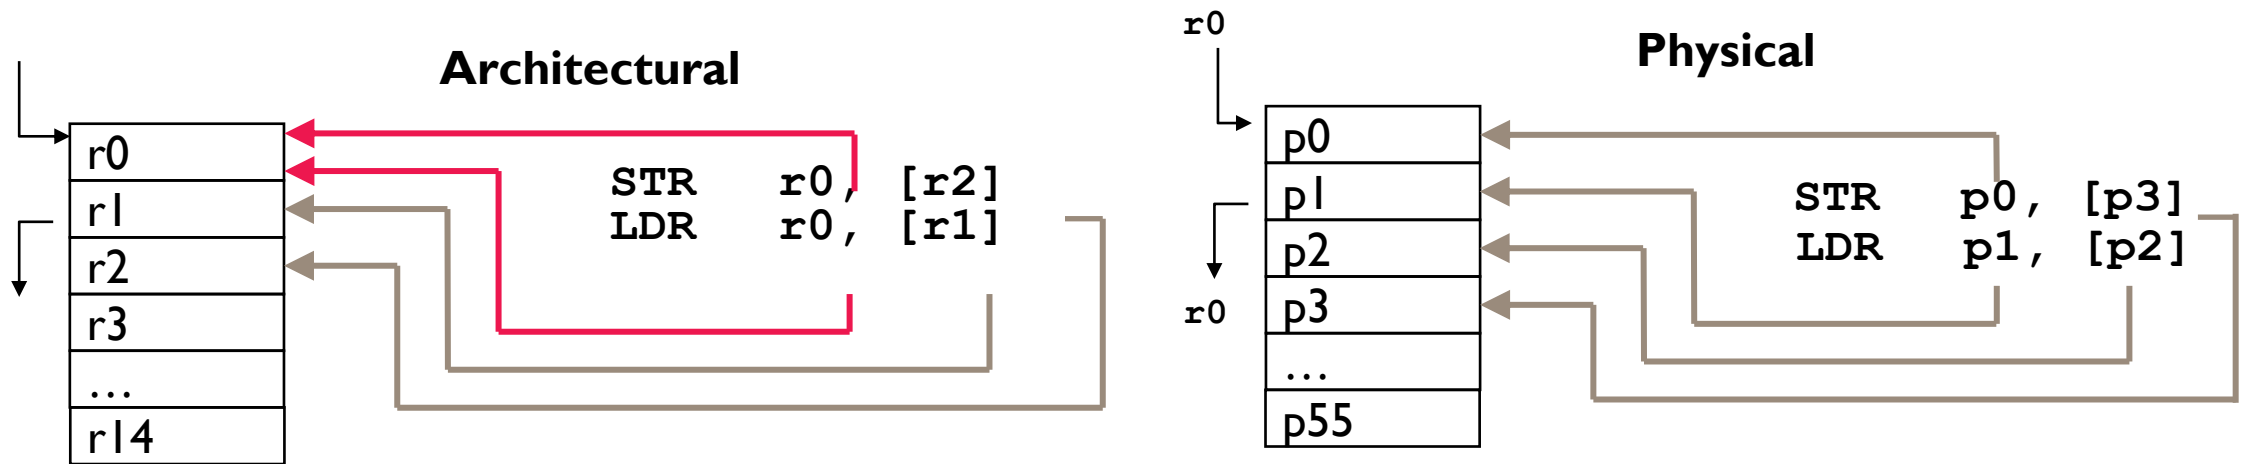 Architectural
r0
r1
r2
r3
...
r14
STR r0, [r2]
LDR r0, [r1]
r0
Physical
p0
p1
p2
p3
...
p55
r0
STR p0, [p3]
LDR p1, [p2]